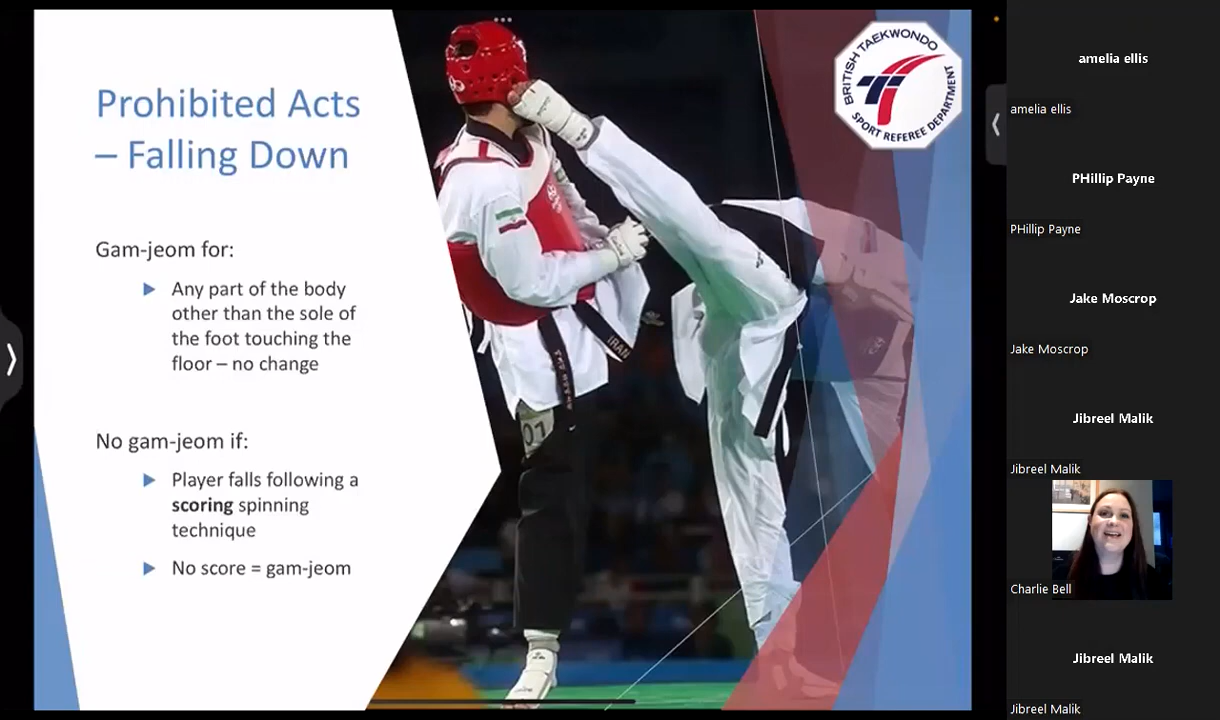 Prohibited Acts
– Falling Down
Gam-jeom for:
Any part of the body
other than the sole of
the foot touching the
floor – no change
No gam-jeom if:
Player falls following a
scoring spinning
technique
No score = gam-jeom
BRITISH TAEKWONDO
SPORT REFEREE DEPARTMENT
IRAN
01
amelia ellis
amelia ellis
PHillip Payne
PHillip Payne
Jake Moscrop
Jake Moscrop
Jibreel Malik
Jibreel Malik
Charlie Bell
Jibreel Malik
Jibreel Malik